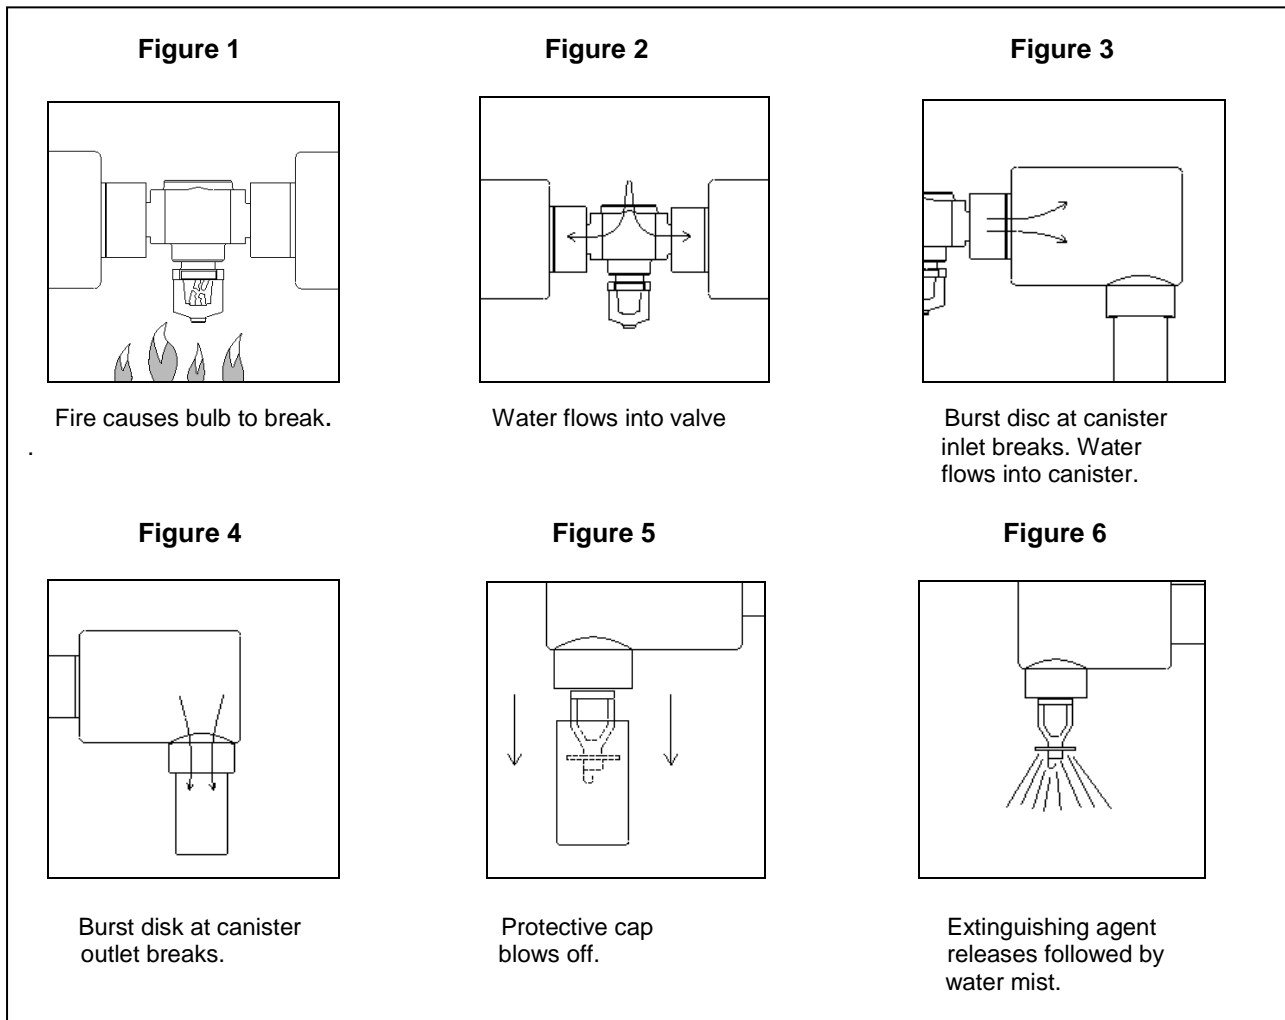 Figure 1
Figure 2
Figure 3
Fire causes bulb to break.
.
Water flows into valve
Burst disc at canister
inlet breaks. Water
flows into canister.
Figure 4
Figure 5
Figure 6
Burst disk at canister
outlet breaks.
Protective cap
blows off.
Extinguishing agent
releases followed by
water mist.